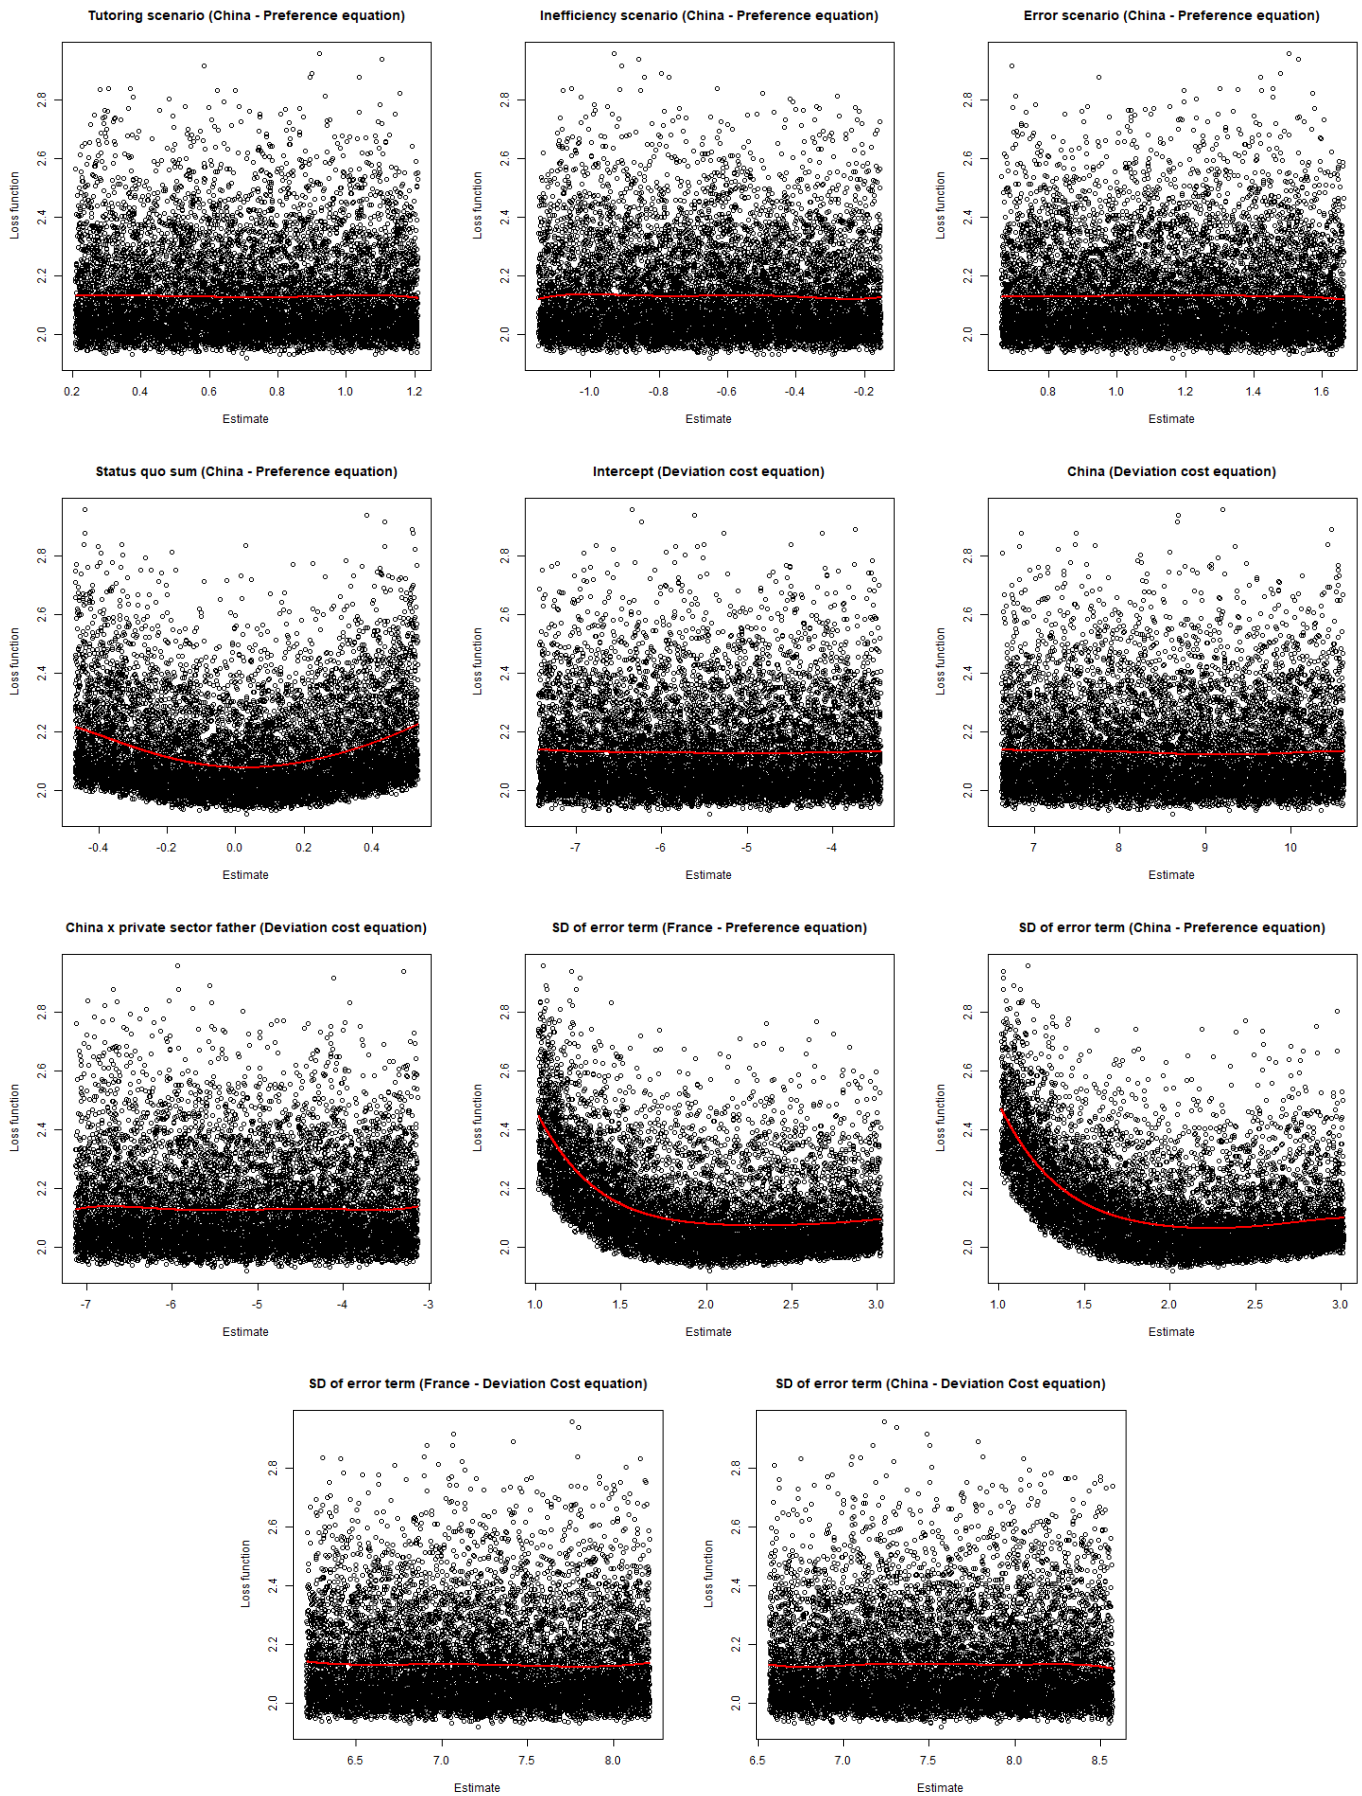 Tutoring scenario (China - Preference equation)
Loss function
2.0 2.2 2.4 2.6 2.8
0.2 0.4 0.6 0.8 1.0 1.2
Estimate
Inefficiency scenario (China - Preference equation)
Loss function
2.0 2.2 2.4 2.6 2.8
-1.0 -0.8 -0.6 -0.4 -0.2
Estimate
Error scenario (China - Preference equation)
Loss function
2.0 2.2 2.4 2.6 2.8
0.8 1.0 1.2 1.4 1.6
Estimate
Status quo sum (China - Preference equation)
Loss function
2.0 2.2 2.4 2.6 2.8
-0.4 -0.2 0.0 0.2 0.4
Estimate
Intercept (Deviation cost equation)
Loss function
2.0 2.2 2.4 2.6 2.8
-7 -6 -5 -4
Estimate
China (Deviation cost equation)
Loss function
2.0 2.2 2.4 2.6 2.8
7 8 9 10
Estimate
China x private sector father (Deviation cost equation)
Loss function
2.0 2.2 2.4 2.6 2.8
-7 -6 -5 -4 -3
Estimate
SD of error term (France - Preference equation)
Loss function
2.0 2.2 2.4 2.6 2.8
1.0 1.5 2.0 2.5 3.0
Estimate
SD of error term (China - Preference equation)
Loss function
2.0 2.2 2.4 2.6 2.8
1.0 1.5 2.0 2.5 3.0
Estimate
SD of error term (France - Deviation Cost equation)
Loss function
2.0 2.2 2.4 2.6 2.8
6.5 7.0 7.5 8.0
Estimate
SD of error term (China - Deviation Cost equation)
Loss function
2.0 2.2 2.4 2.6 2.8
6.5 7.0 7.5 8.0 8.5
Estimate